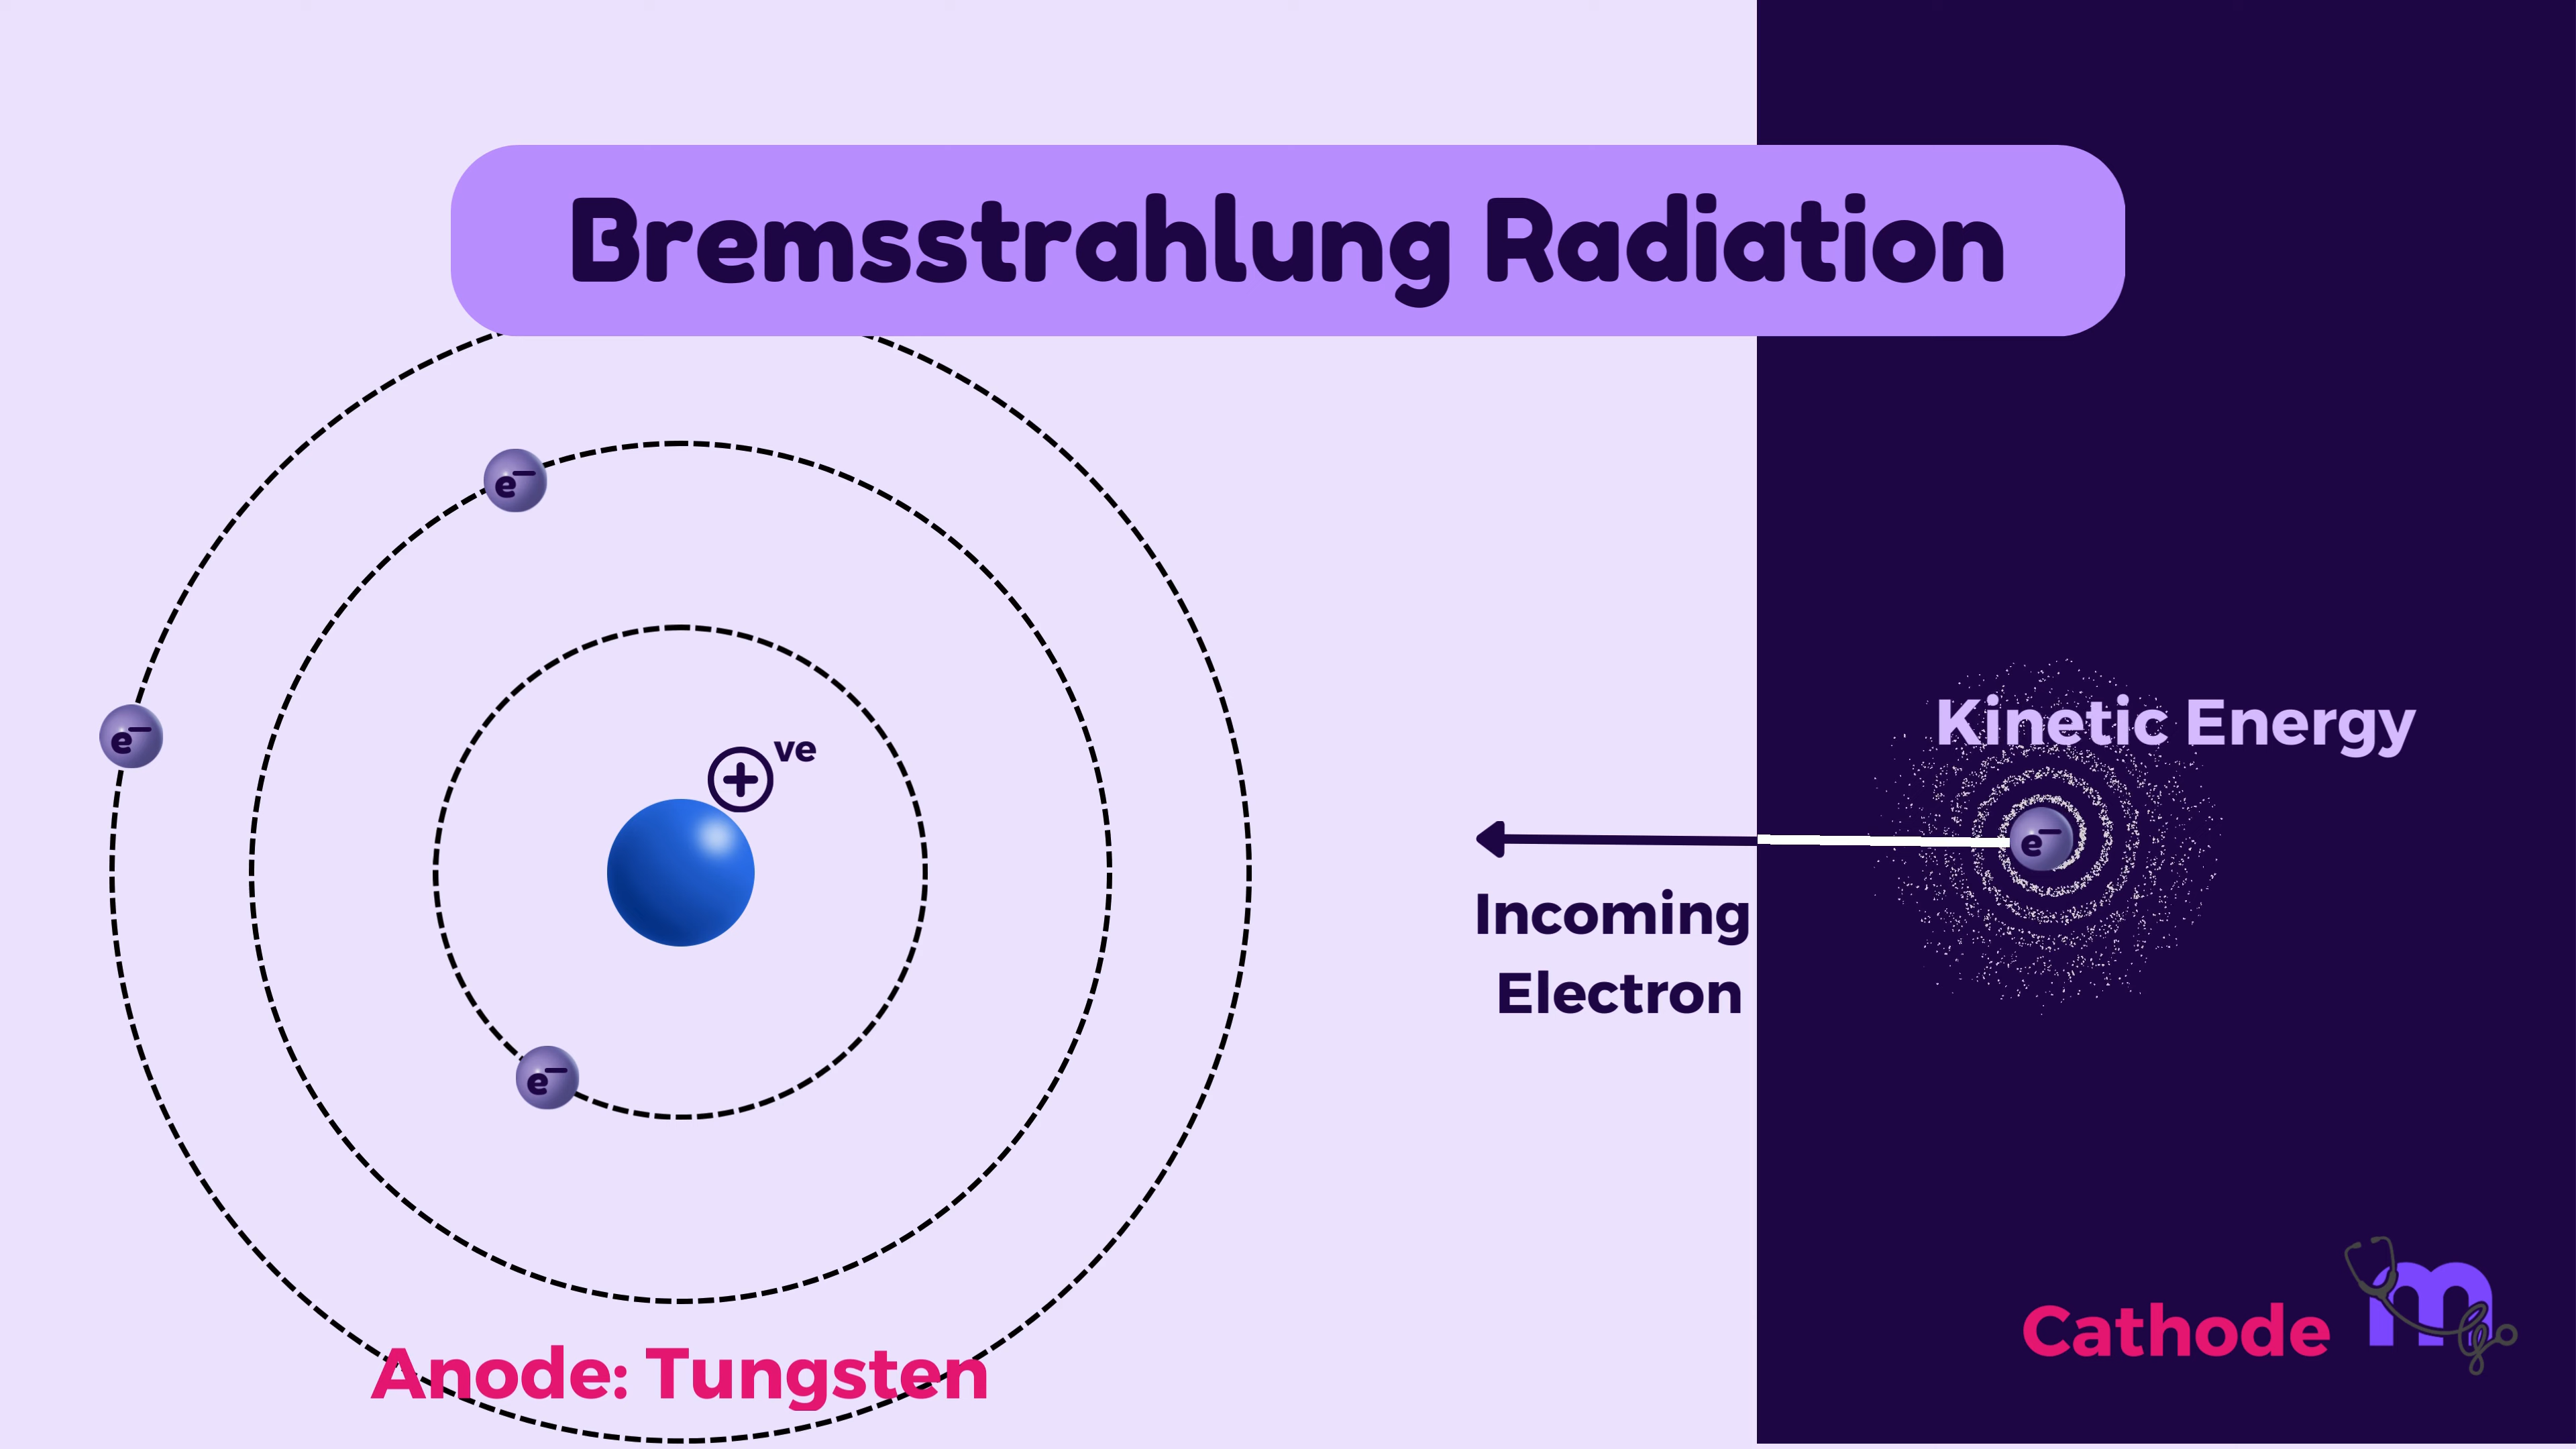 Bremsstrahlung Radiation
e–
e–
+ ve
Kinetic Energy
e–
Incoming
Electron
e–
Cathode
m
Anode: Tungsten